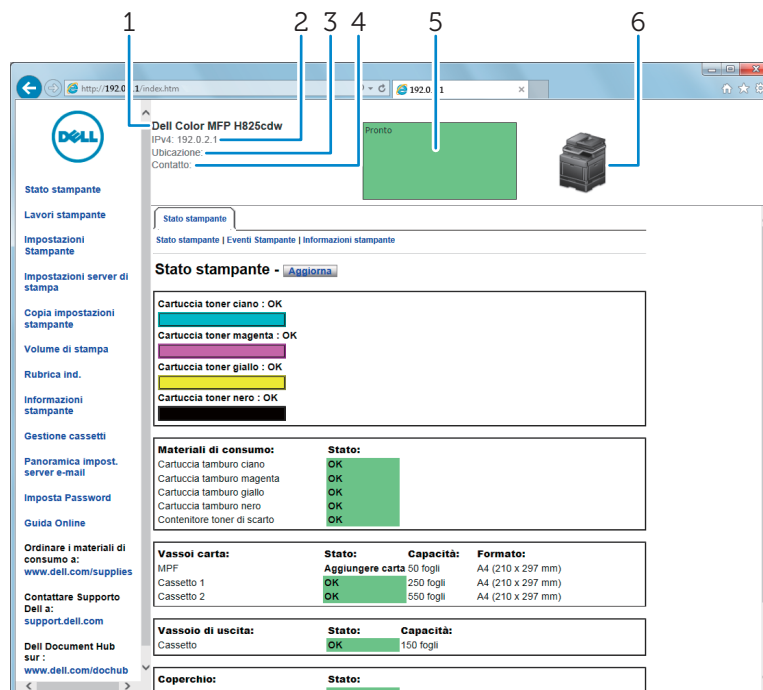 1 2 3 4 5 6
http://192.0. .1/index.htm
192.0. .1
DELL
Dell Color MFP H825cdw
IPv4: 192.0.2.1
Ubicazione:
Contatto:
Pronto
Stato stampante
Lavori stampante
Impostazioni
Stampante
Impostazioni server di
stampa
Copia impostazioni
stampante
Volume di stampa
Rubrica ind.
Informazioni
stampante
Gestione cassetti
Panoramica impost.
server e-mail
Imposta Password
Guida Online
Ordinare i materiali di
consumo a:
www.dell.com/supplies
Contattare Supporto
Dell a:
support.dell.com
Dell Document Hub
sur :
www.dell.com/dochub
Stato stampante
Stato stampante | Eventi Stampante | Informazioni stampante
Stato stampante - Aggiorna
Cartuccia toner ciano : OK
Cartuccia toner magenta : OK
Cartuccia toner giallo : OK
Cartuccia toner nero : OK
Materiali di consumo: Stato:
Cartuccia tamburo ciano OK
Cartuccia tamburo magenta OK
Cartuccia tamburo giallo OK
Cartuccia tamburo nero OK
Contenitore toner di scarto OK
Vassoi carta: Stato: Capacità: Formato:
MPF Aggiungere carta 50 fogli A4 (210 x 297 mm)
Cassetto 1 OK 250 fogli A4 (210 x 297 mm)
Cassetto 2 OK 550 fogli A4 (210 x 297 mm)
Vassoio di uscita: Stato: Capacità:
Cassetto OK 150 fogli
Coperchio: Stato: